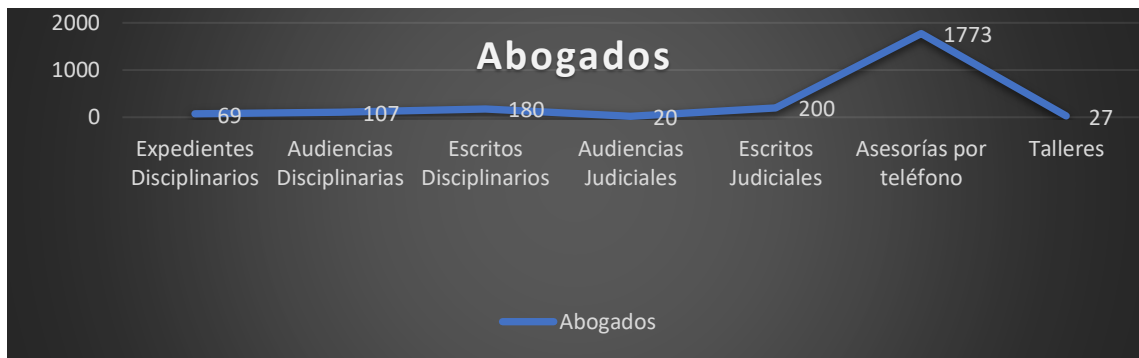 Abogados
2000
1000
0
69
107
180
20
200
1773
27
Expedientes
Disciplinarios
Audiencias
Disciplinarias
Escritos
Disciplinarios
Audiencias
Judiciales
Escritos
Judiciales
Asesorías por
teléfono
Talleres
Abogados